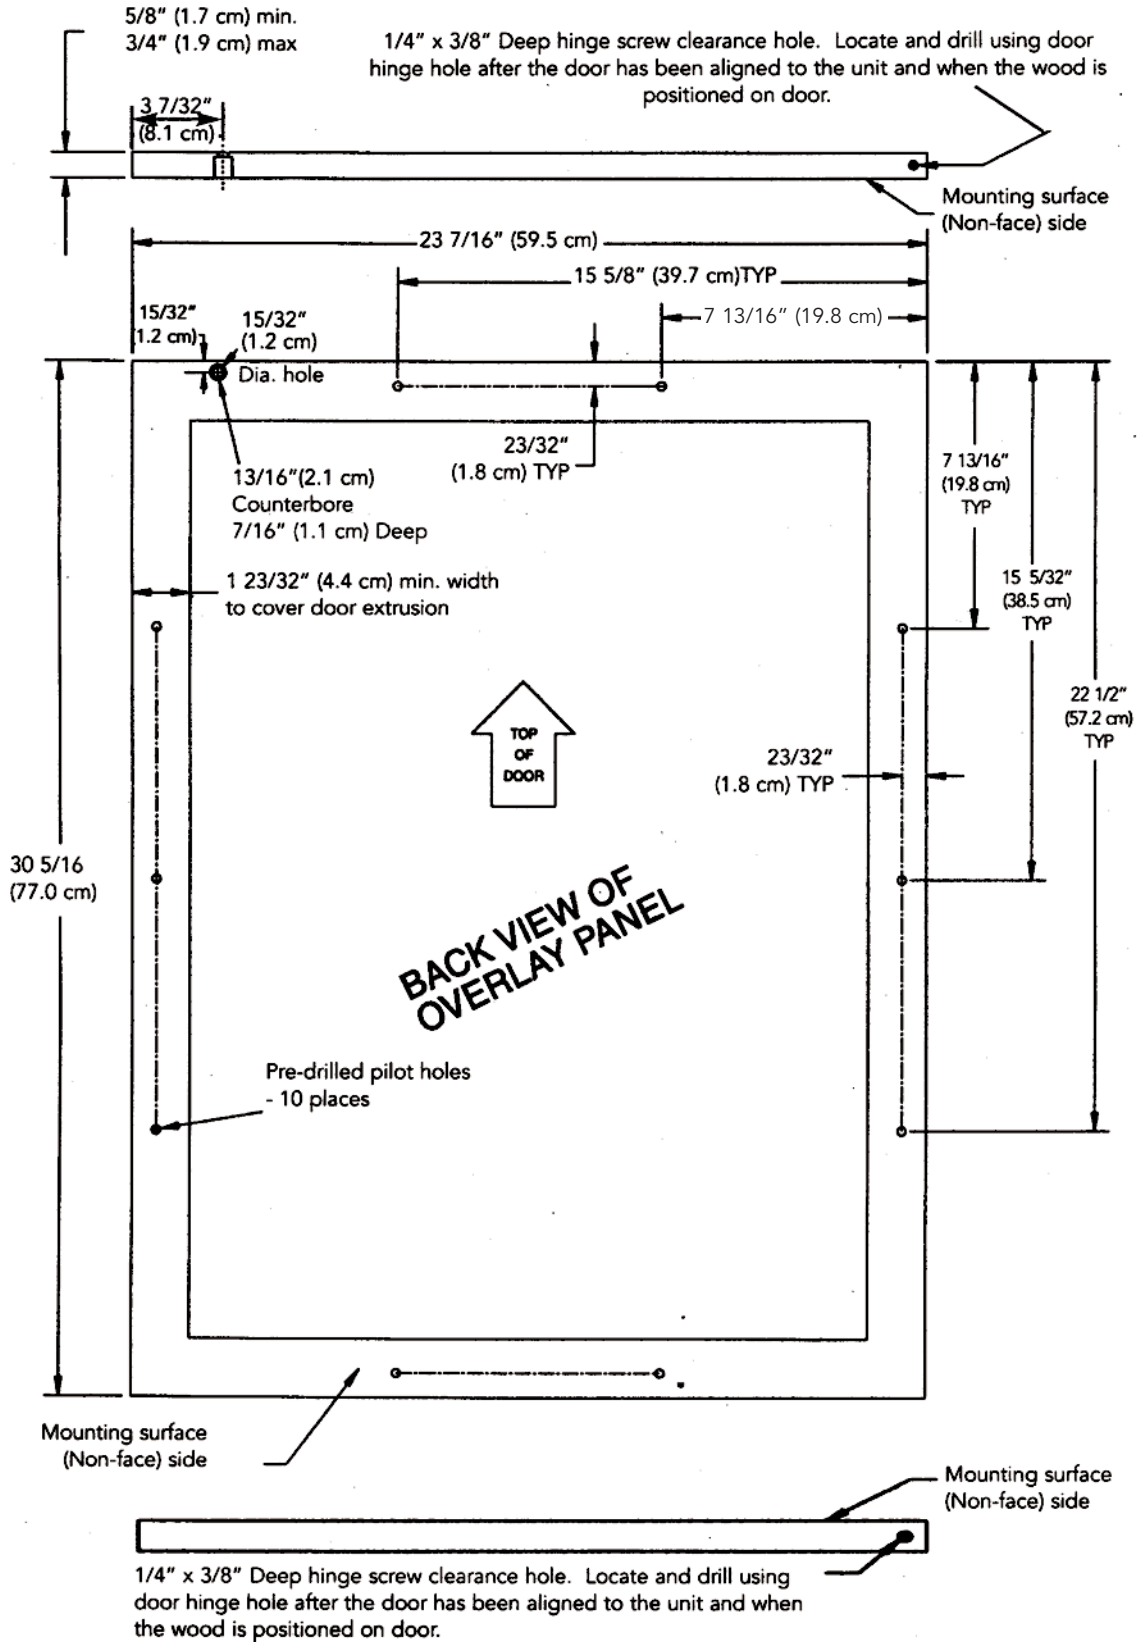 5/8" (1.7 cm) min.
3/4" (1.9 cm) max
1/4" x 3/8" Deep hinge screw clearance hole. Locate and drill using door
hinge hole after the door has been aligned to the unit and when the wood is
positioned on door.
3 7/32"
(8.1 cm)
Mounting surface
(Non-face) side
23 7/16" (59.5 cm)
15 5/8" (39.7 cm)TYP
7 13/16" (19.8 cm)
15/32"
1.2 cm)
15/32"
(1.2 cm)
Dia. hole
23/32"
(1.8 cm) TYP
13/16"(2.1 cm)
Counterbore
7/16" (1.1 cm) Deep
7 13/16"
(19.8 cm)
TYP
1 23/32" (4.4 cm) min. width
to cover door extrusion
15 5/32"
(38.5 cm)
TYP
22 1/2"
(57.2 cm)
TYP
TOP
OF
DOOR
23/32"
(1.8 cm) TYP
30 5/16
(77.0 cm)
BACK VIEW OF
OVERLAY PANEL
Pre-drilled pilot holes
- 10 places
Mounting surface
(Non-face) side
Mounting surface
(Non-face) side
1/4" x 3/8" Deep hinge screw clearance hole. Locate and drill using
door hinge hole after the door has been aligned to the unit and when
the wood is positioned on door.